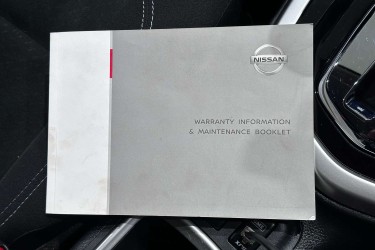 NISSAN
WARRANTY INFORMATION
& MAINTENANCE BOOKLET